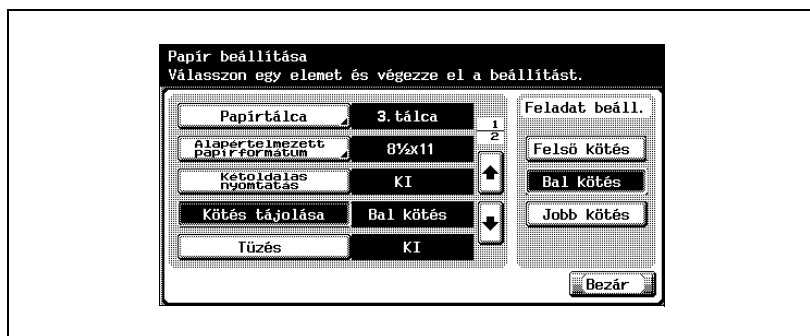 Papír beállítása
Válasszon egy elemet és végezze el a beállítást.
Papírtálca
3. tálca
Alapértelmezett
papírformátum
8½x11
Kétoldalas
nyomtatás
KI
Kötés tájolása
Bal kötés
Tűzés
KI
1
2
Feladat beáll.
Felső kötés
Bal kötés
Jobb kötés
Bezár